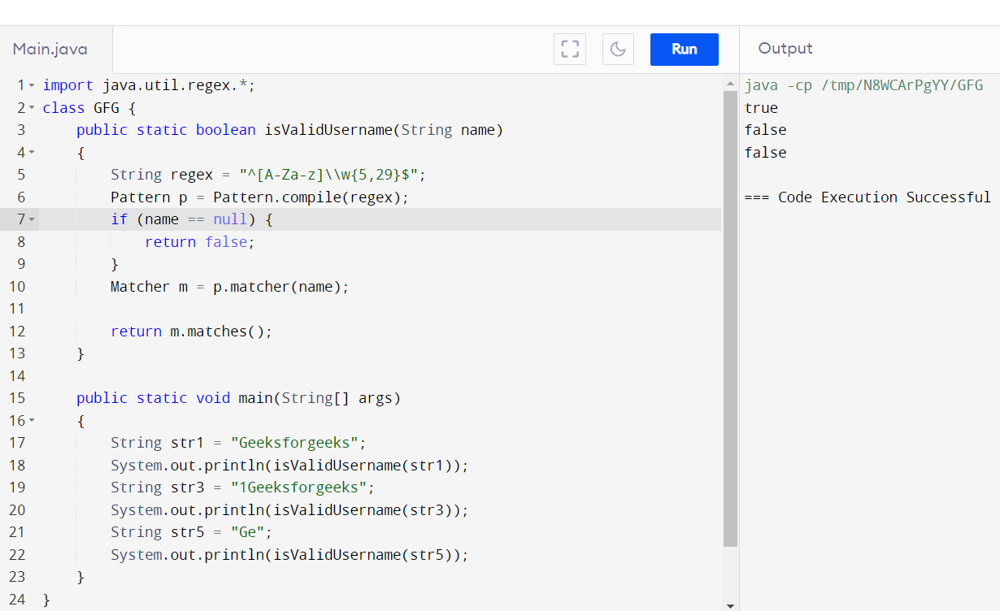 Main.java
Run
1 import java.util.regex.*;
2 class GFG {
3     public static boolean isValidUsername(String name)
4     {
5         String regex = "^[A-Za-z]\\w{5,29}$";
6         Pattern p = Pattern.compile(regex);
7         if (name == null) {
8             return false;
9         }
10         Matcher m = p.matcher(name);
11
12         return m.matches();
13     }
14
15     public static void main(String[] args)
16     {
17         String str1 = "Geeksforgeeks";
18         System.out.println(isValidUsername(str1));
19         String str3 = "1Geeksforgeeks";
20         System.out.println(isValidUsername(str3));
21         String str5 = "Ge";
22         System.out.println(isValidUsername(str5));
23     }
24 }
Output
java -cp /tmp/N8WCArPgYY/GFG
true
false
false
=== Code Execution Successful